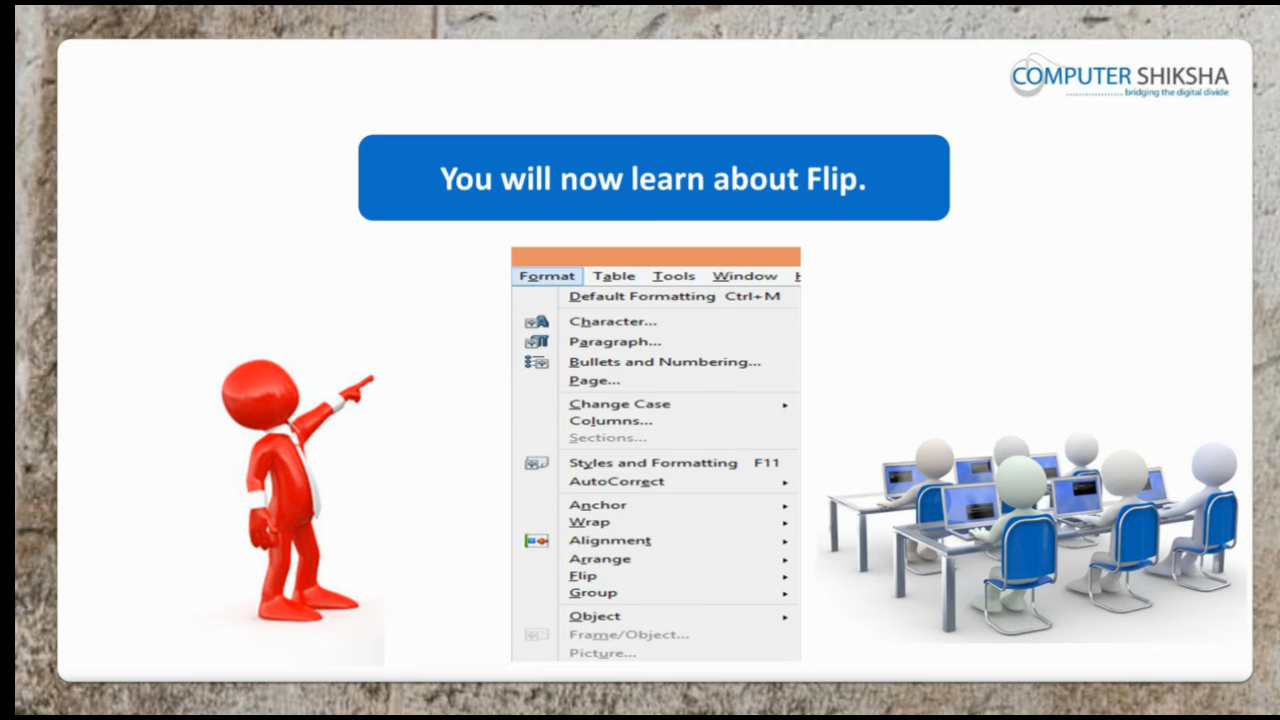 COMPUTER SHIKSHA
bridging the digital divide
You will now learn about Flip.
Format Table Tools Window
Default Formatting Ctrl+M
Character...
Paragraph...
Bullets and Numbering...
Page...
Change Case
Columns...
Sections...
Styles and Formatting F11
AutoCorrect
Anchor
Wrap
Alignment
Arrange
Flip
Group
Object
Frame/Object...
Picture...